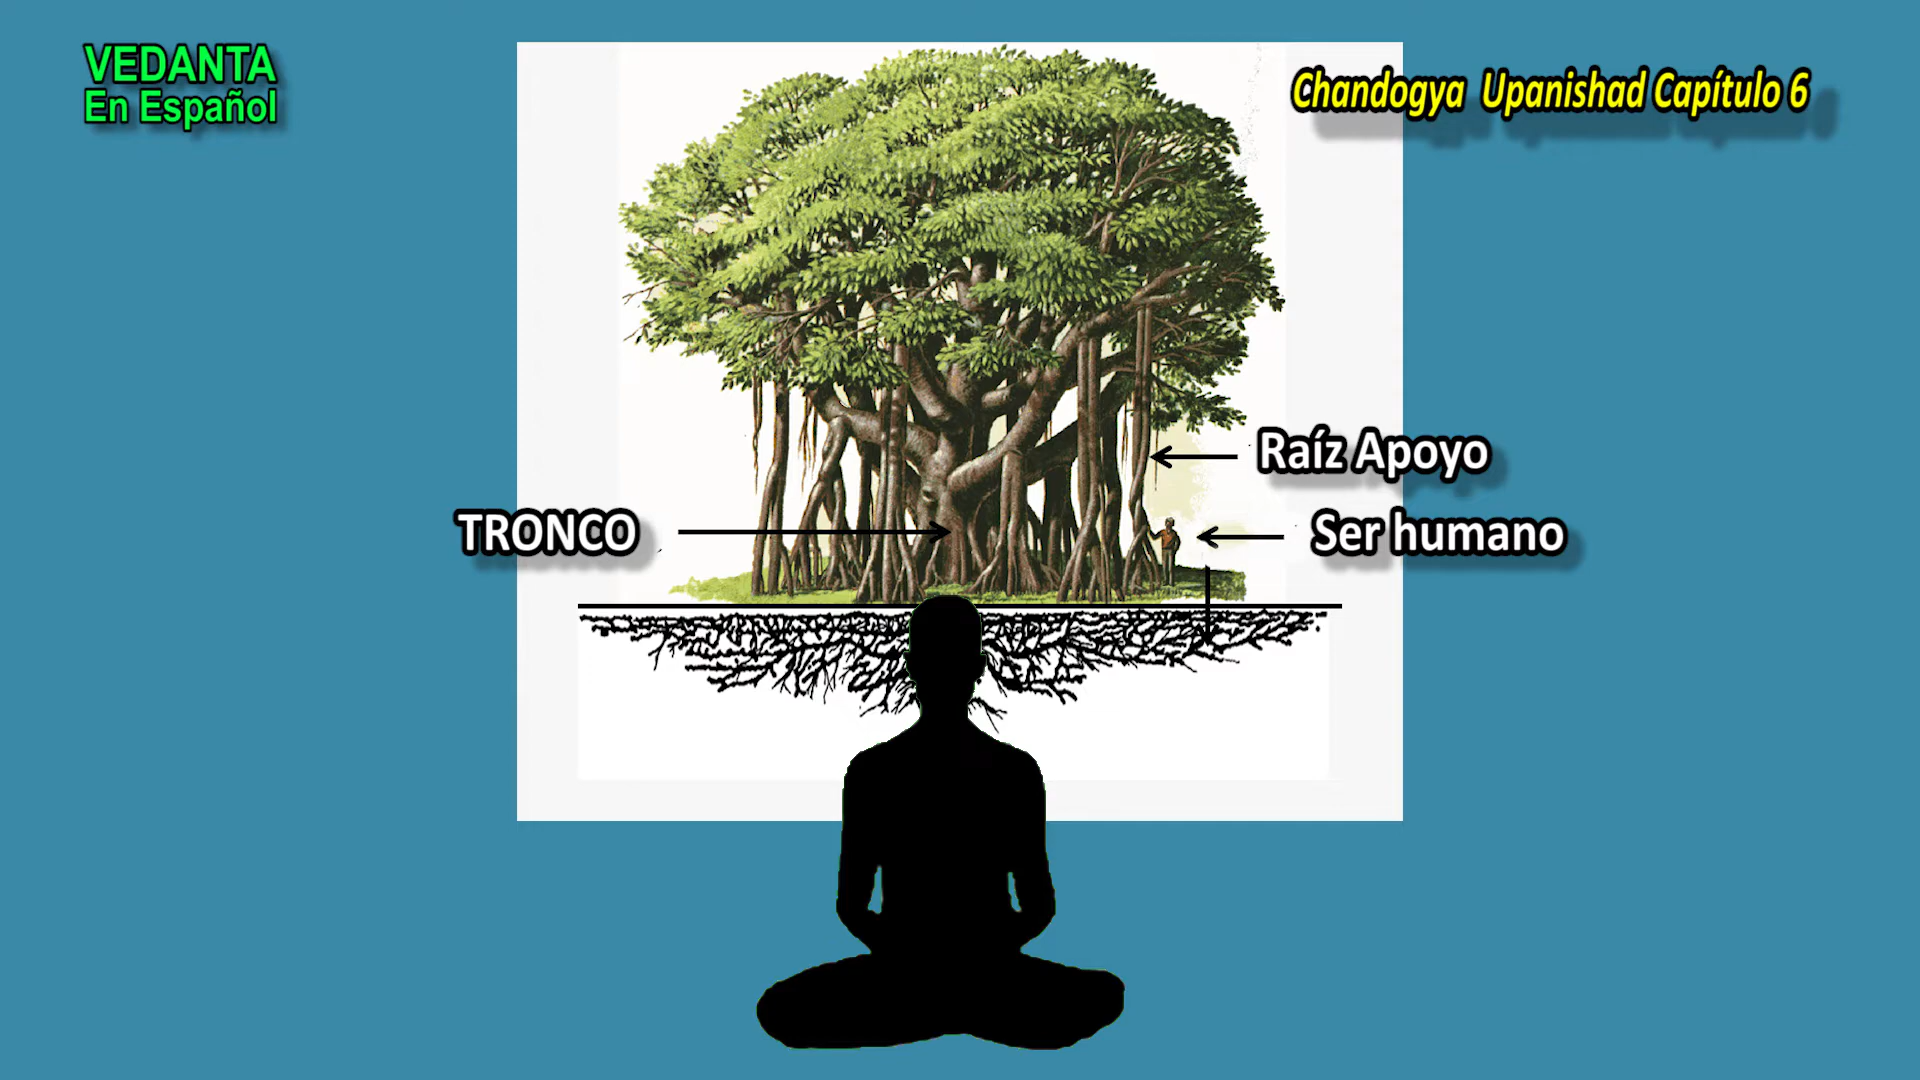 VEDANTA
En Español
Chandogya Upanishad Capítulo 6
Raíz Apoyo
TRONCO
Ser humano